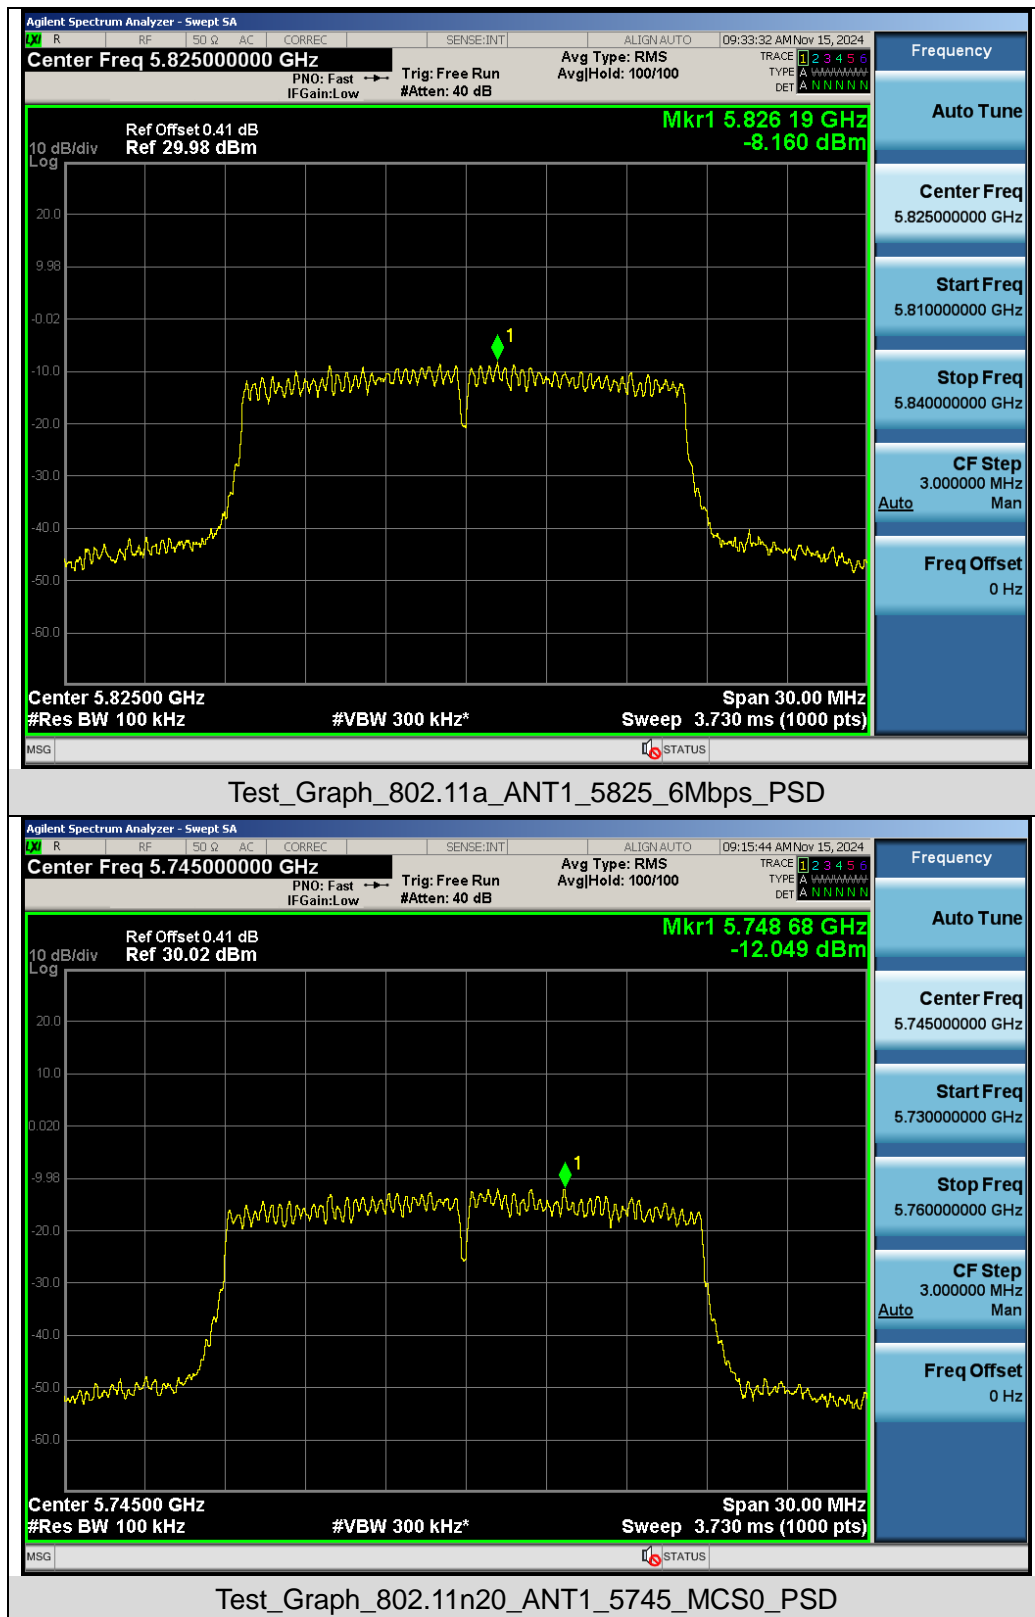 Agilent Spectrum Analyzer - Swept SA
LXI R RF 50 Ω AC CORREC SENSE:INT ALIGN AUTO 09:33:32 AM Nov 15, 2024
Center Freq 5.825000000 GHz
PNO: Fast
IFGain:Low
Trig: Free Run
#Atten: 40 dB
Avg Type: RMS
Avg|Hold: 100/100
TRACE 1 2 3 4 5 6
TYPE A WWWWW
DET A N N N N N
Ref Offset 0.41 dB
Ref 29.98 dBm
10 dB/div
Log
Mkr1 5.826 19 GHz
-8.160 dBm
20.0
9.98
-0.02
-10.0
-20.0
-30.0
-40.0
-50.0
-60.0
1
Center 5.82500 GHz
Span 30.00 MHz
#Res BW 100 kHz
#VBW 300 kHz*
Sweep 3.730 ms (1000 pts)
MSG
STATUS
Frequency
Auto Tune
Center Freq
5.825000000 GHz
Start Freq
5.810000000 GHz
Stop Freq
5.840000000 GHz
CF Step
3.000000 MHz
Auto Man
Freq Offset
0 Hz
Test_Graph_802.11a_ANT1_5825_6Mbps_PSD
Agilent Spectrum Analyzer - Swept SA
LXI R RF 50 Ω AC CORREC SENSE:INT ALIGN AUTO 09:15:44 AM Nov 15, 2024
Center Freq 5.745000000 GHz
PNO: Fast
IFGain:Low
Trig: Free Run
#Atten: 40 dB
Avg Type: RMS
Avg|Hold: 100/100
TRACE 1 2 3 4 5 6
TYPE A WWWWW
DET A N N N N N
Ref Offset 0.41 dB
Ref 30.02 dBm
10 dB/div
Log
Mkr1 5.748 68 GHz
-12.049 dBm
20.0
10.0
0.020
-9.98
-20.0
-30.0
-40.0
-50.0
-60.0
1
Center 5.74500 GHz
Span 30.00 MHz
#Res BW 100 kHz
#VBW 300 kHz*
Sweep 3.730 ms (1000 pts)
MSG
STATUS
Frequency
Auto Tune
Center Freq
5.745000000 GHz
Start Freq
5.730000000 GHz
Stop Freq
5.760000000 GHz
CF Step
3.000000 MHz
Auto Man
Freq Offset
0 Hz
Test_Graph_802.11n20_ANT1_5745_MCS0_PSD